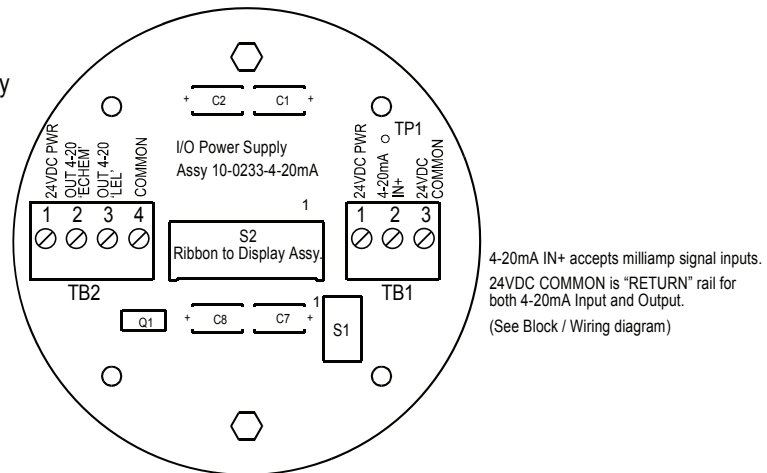 y
+ C2 C1 +
TP1
I/O Power Supply
Assy 10-0233-4-20mA
24VDC PWR
OUT 4-20
'ECHEM'
OUT 4-20
'LEL'
COMMON
1 2 3 4
TB2
1
S2
Ribbon to Display Assy.
24VDC PWR
4-20mA
IN+
24VDC
COMMON
1 2 3
TB1
Q1
+ C8 C7 +
1
S1
4-20mA IN+ accepts milliamp signal inputs.
24VDC COMMON is “RETURN” rail for
both 4-20mA Input and Output.
(See Block / Wiring diagram)